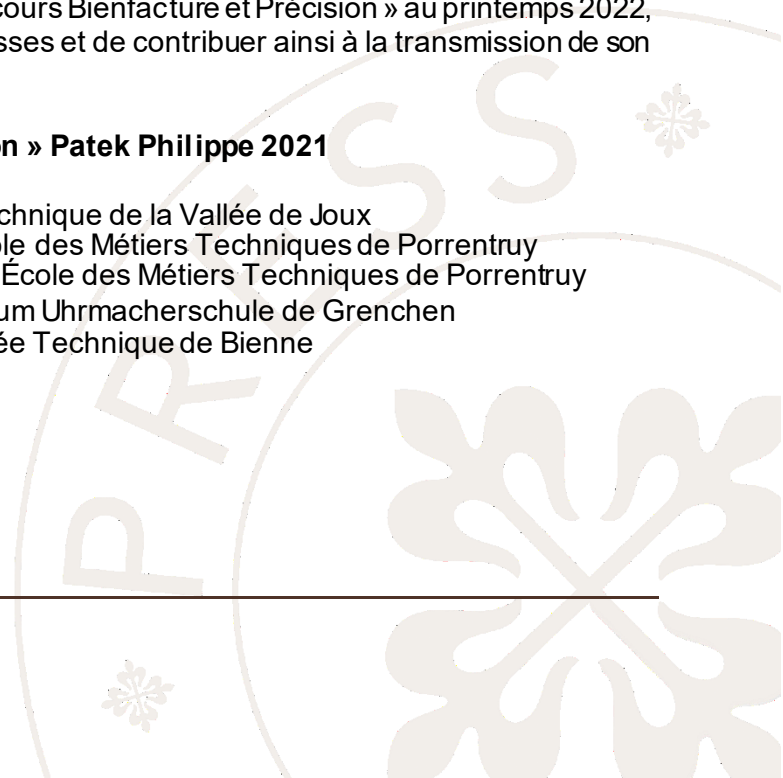 cours Bienfacture et Précision » au printemps 2022,
sses et de contribuer ainsi à la transmission de son
on » Patek Philippe 2021
chnique de la Vallée de Joux
ole des Métiers Techniques de Porrentruy
École des Métiers Techniques de Porrentruy
um Uhrmacherschule de Grenchen
ée Technique de Bienne
PRESS